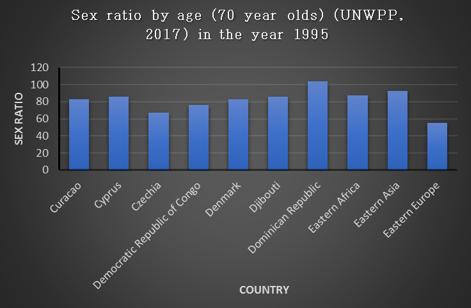 Sex ratio by age (70 year olds) (UNWPP,
2017) in the year 1995
120
100
80
60
40
20
0
SEX RATIO
Curacao
Cyprus
Czechia
Democratic Republic of Congo
Denmark
Djibouti
Dominican Republic
Eastern Africa
Eastern Asia
Eastern Europe
COUNTRY